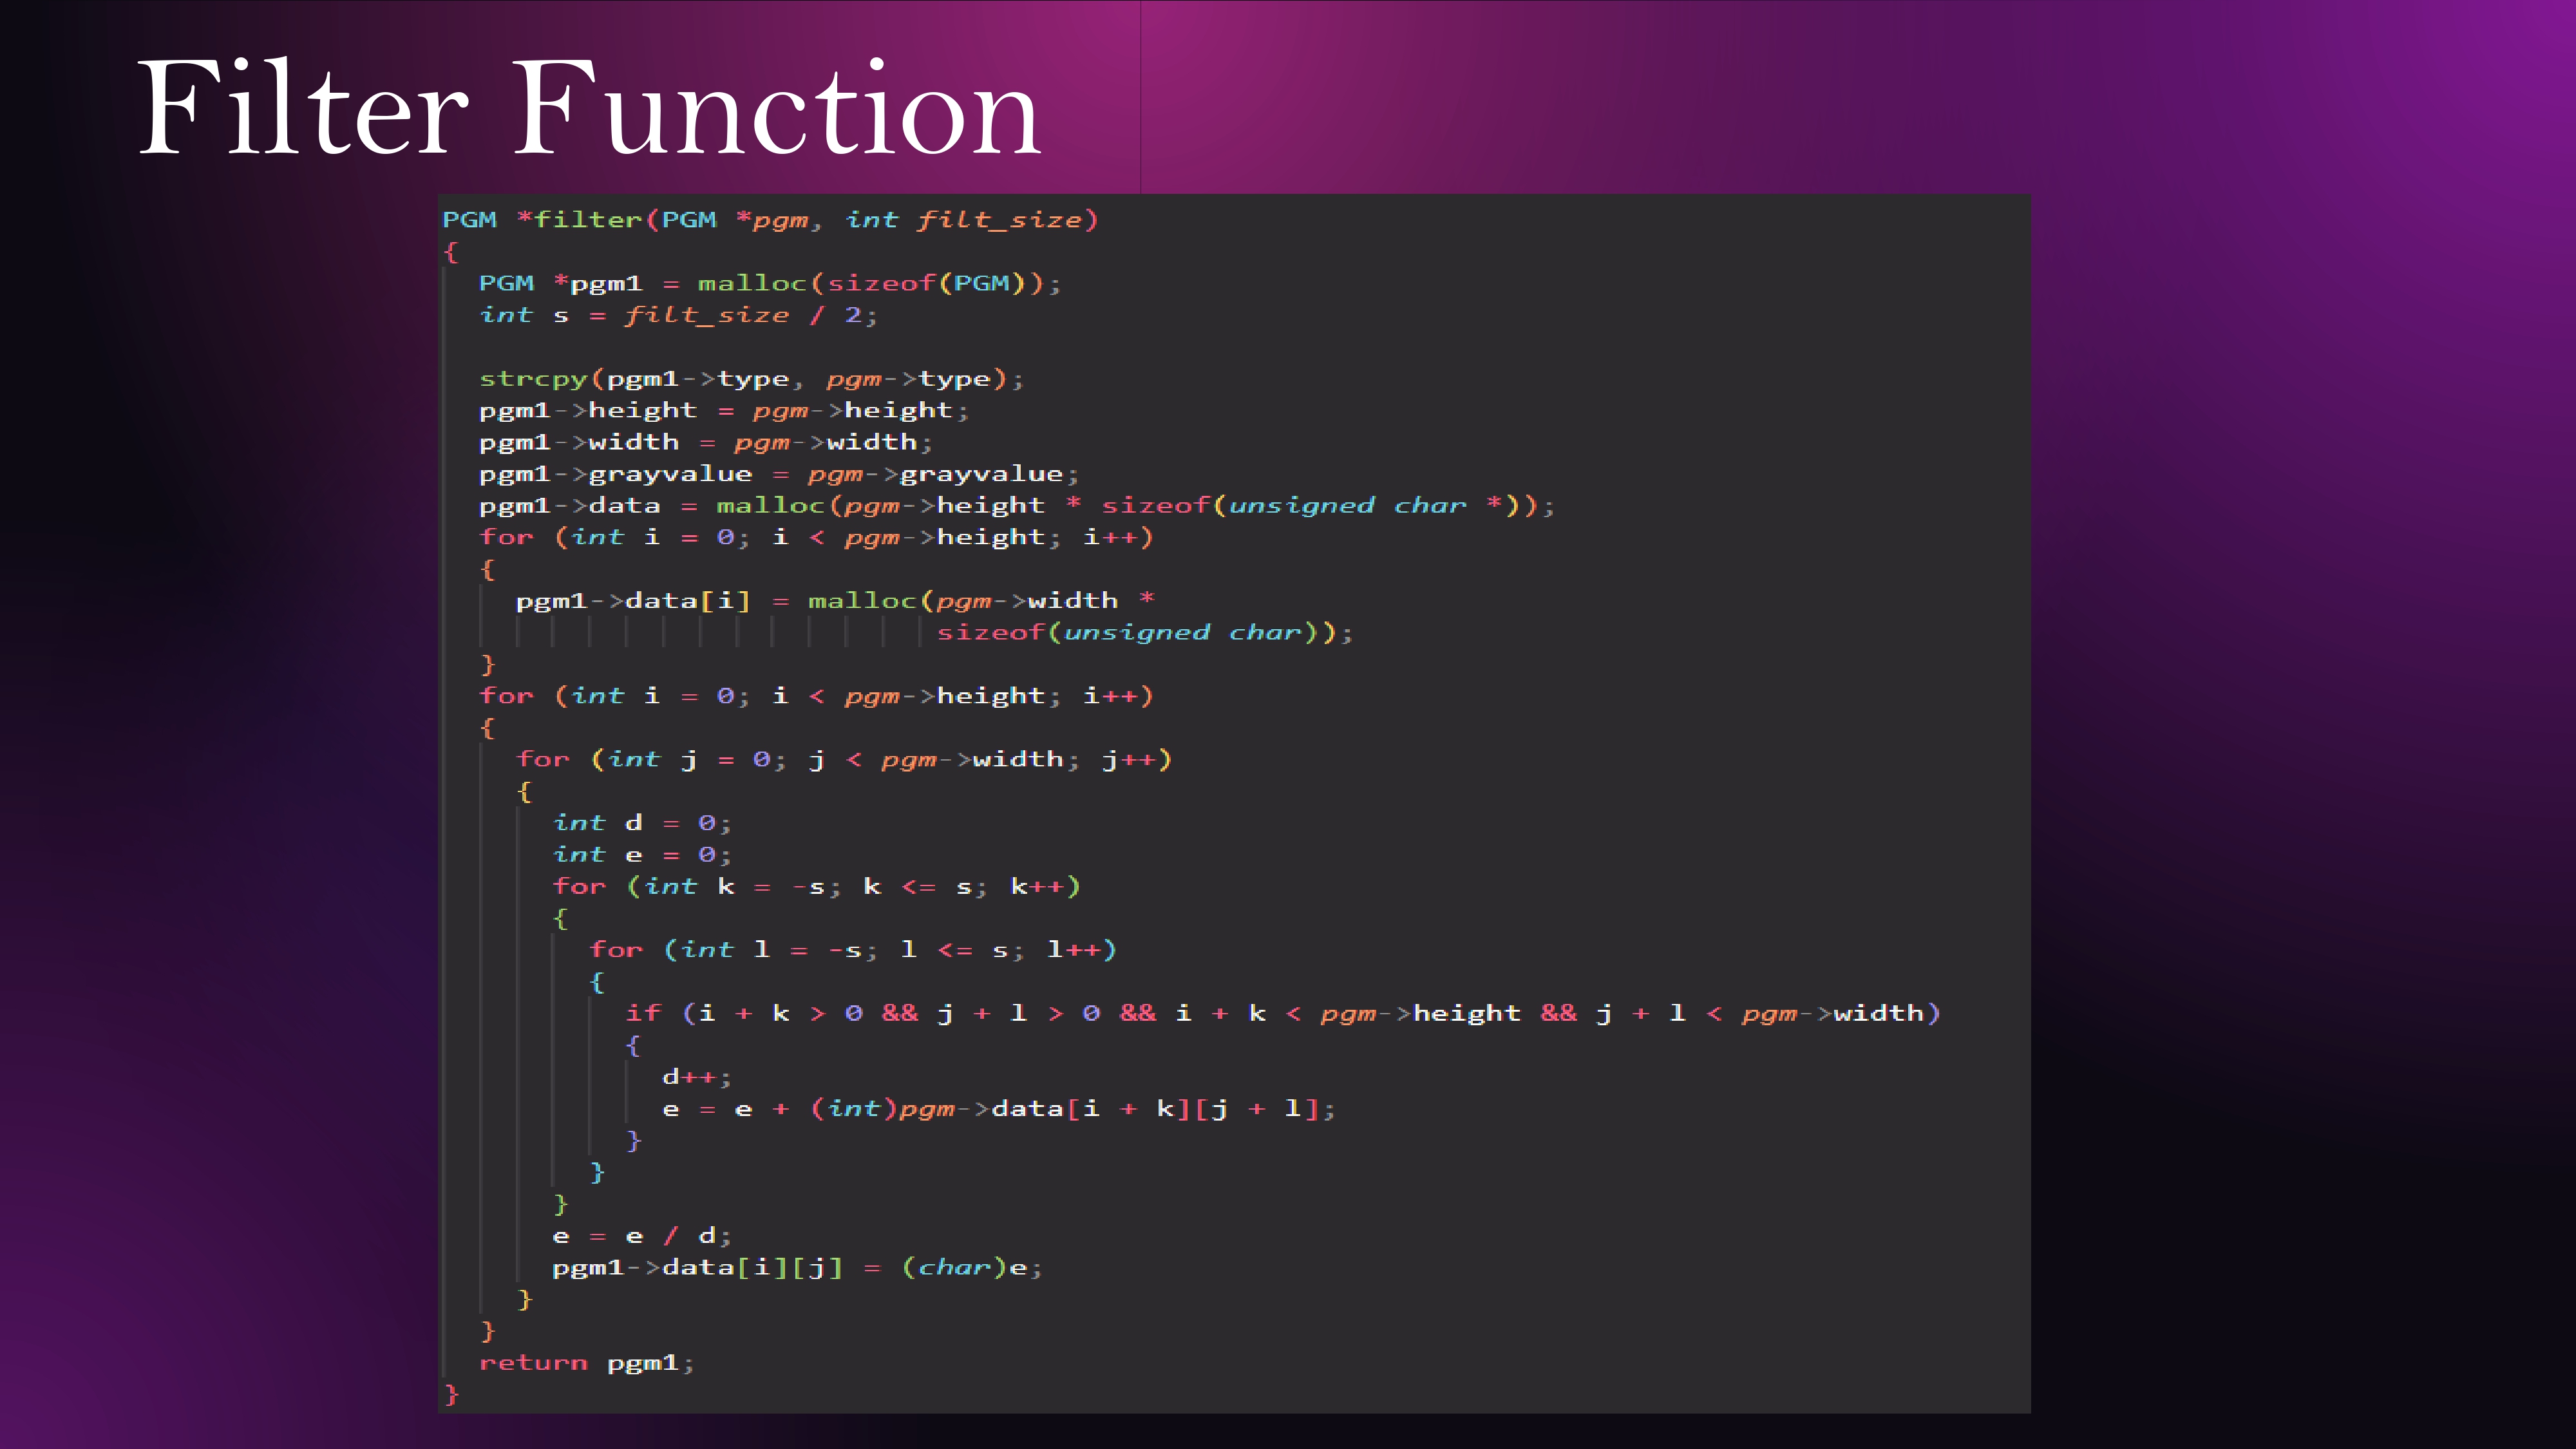 Filter Function
PGM *filter(PGM *pgm, int filt_size)
{
  PGM *pgm1 = malloc(sizeof(PGM));
  int s = filt_size / 2;

  strcpy(pgm1->type, pgm->type);
  pgm1->height = pgm->height;
  pgm1->width = pgm->width;
  pgm1->grayvalue = pgm->grayvalue;
  pgm1->data = malloc(pgm->height * sizeof(unsigned char *));
  for (int i = 0; i < pgm->height; i++)
  {
    pgm1->data[i] = malloc(pgm->width *
                           sizeof(unsigned char));
  }
  for (int i = 0; i < pgm->height; i++)
  {
    for (int j = 0; j < pgm->width; j++)
    {
      int d = 0;
      int e = 0;
      for (int k = -s; k <= s; k++)
      {
        for (int l = -s; l <= s; l++)
        {
          if (i + k > 0 && j + l > 0 && i + k < pgm->height && j + l < pgm->width)
          {
            d++;
            e = e + (int)pgm->data[i + k][j + l];
          }
        }
      }
      e = e / d;
      pgm1->data[i][j] = (char)e;
    }
  }
  return pgm1;
}